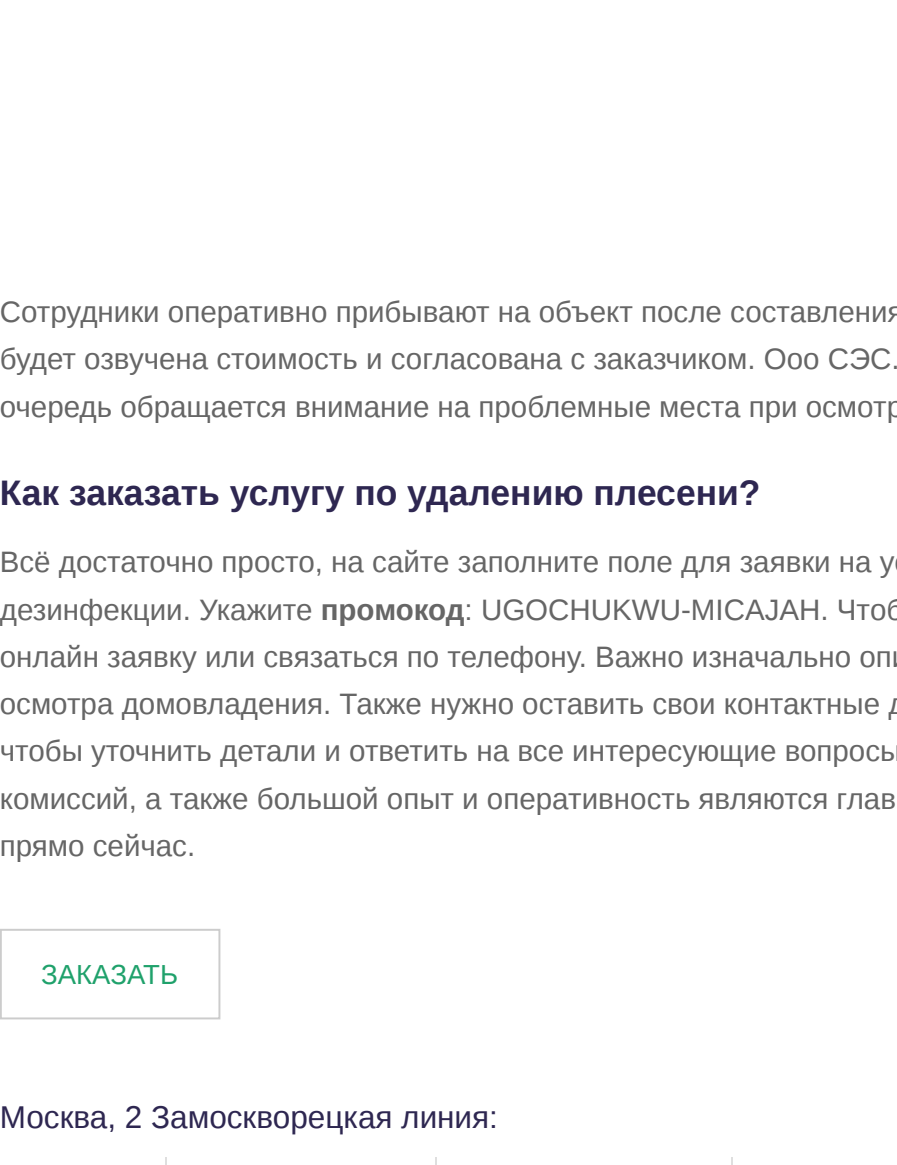 Сотрудники оперативно прибывают на объект после составления
будет озвучена стоимость и согласована с заказчиком. Ооо СЭС.
очередь обращается внимание на проблемные места при
Как заказать услугу по удалению плесени?
Всё достаточно просто, на сайте заполните поле для заявки на
дезинфекции. Укажите промокод: UGOCHUKWU-MICAJAH.
онлайн заявку или связаться по телефону. Важно изначально
осмотра домовладения. Также нужно оставить свои контактные
чтобы уточнить детали и ответить на все интересующие вопросы
комиссий, а также большой опыт и оперативность являются
прямо сейчас.
ЗАКАЗАТЬ
Москва, 2 Замоскворецкая линия: